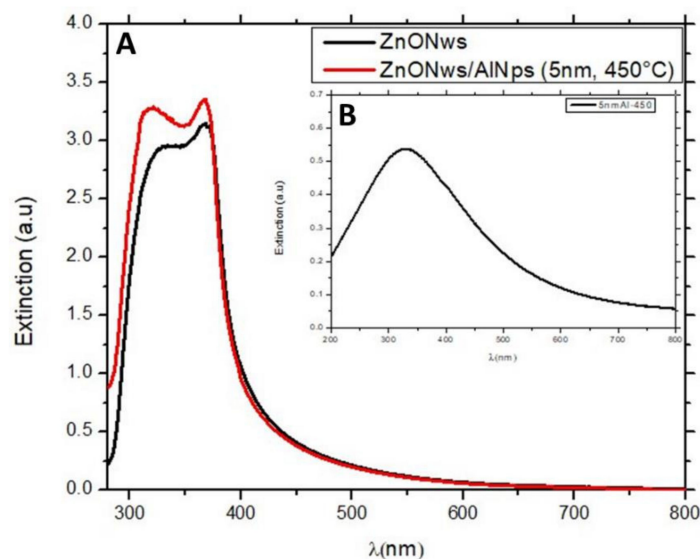 A
ZnONws
ZnONws/AlNps (5nm, 450°C)
B
5nmAl-450
Extinction (a.u)
4.0
3.5
3.0
2.5
2.0
1.5
1.0
0.5
0.0
300 400 500 600 700 800
λ(nm)
Extinction (a.u)
0.7
0.6
0.5
0.4
0.3
0.2
0.1
0.0
200 300 400 500 600 700 800
λ(nm)